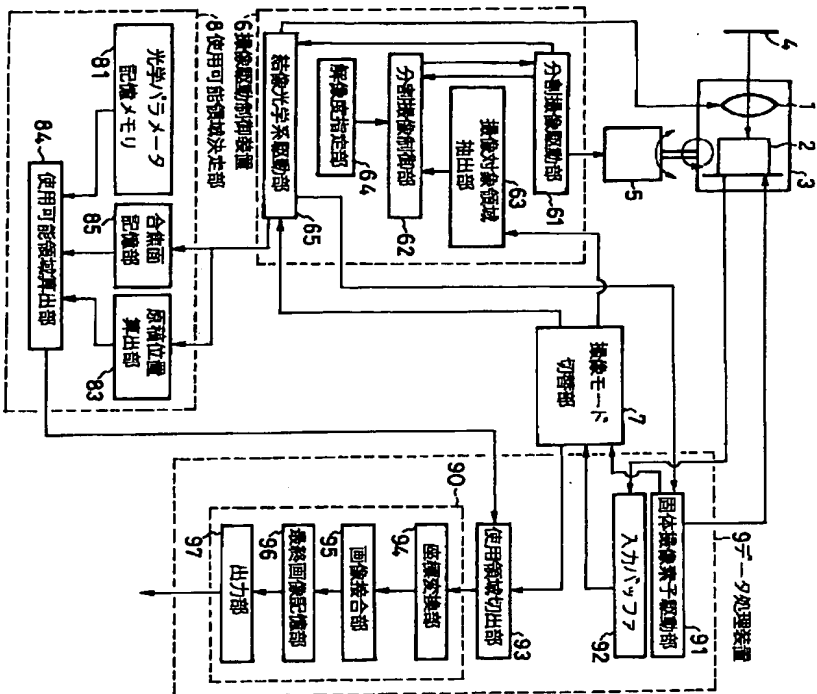 4
1
2
3
5
分割撮像駆動部
61
撮像対象領域
抽出部
63
分割撮像制御部
62
解像度指定部
64
結像光学系駆動部
65
6 撮像駆動制御装置
8 使用可能領域決定部
光学パラメータ
記憶メモリ
81
合焦面
記憶部
85
原稿位置
算出部
83
84
使用可能領域算出部
撮像モード
切替部
7
9 データ処理装置
固体撮像素子駆動部
91
入力バッファ
92
使用領域切出部
93
90
座標変換部
94
画像接合部
95
最終画像記憶部
96
出力部
97